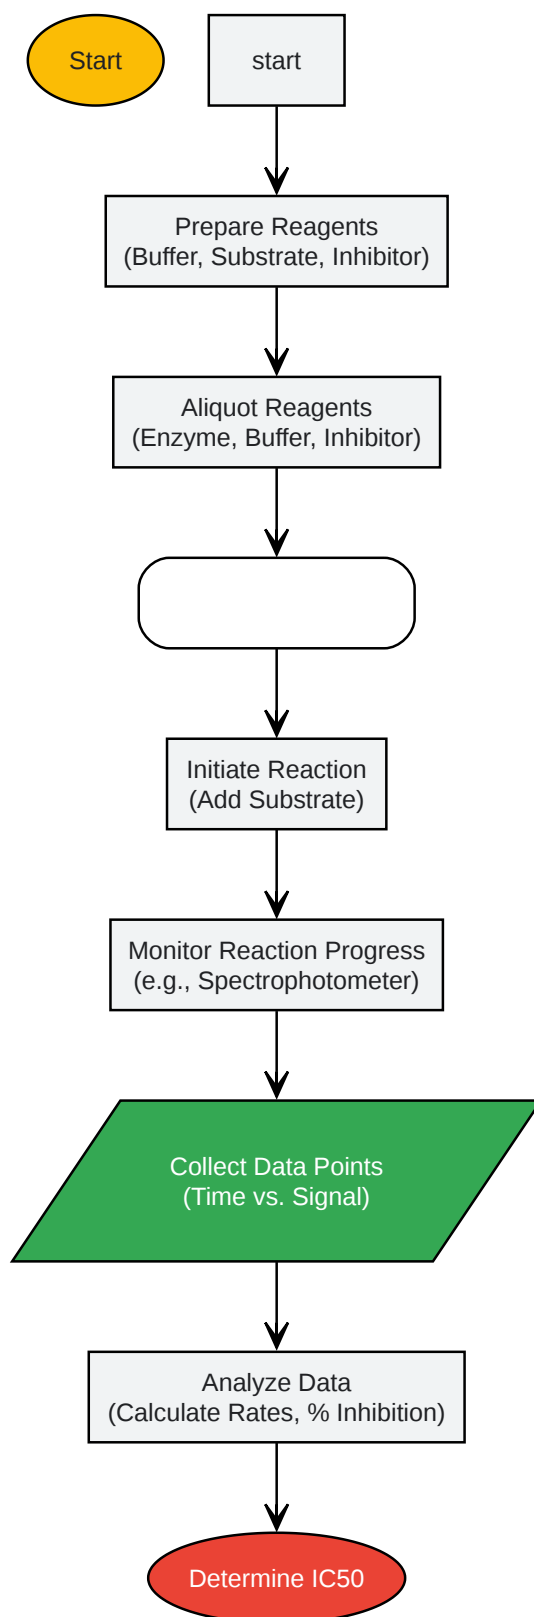 Start
start
Prepare Reagents
(Buffer, Substrate, Inhibitor)
Aliquot Reagents
(Enzyme, Buffer, Inhibitor)
Initiate Reaction
(Add Substrate)
Monitor Reaction Progress
(e.g., Spectrophotometer)
Collect Data Points
(Time vs. Signal)
Analyze Data
(Calculate Rates, % Inhibition)
Determine IC50